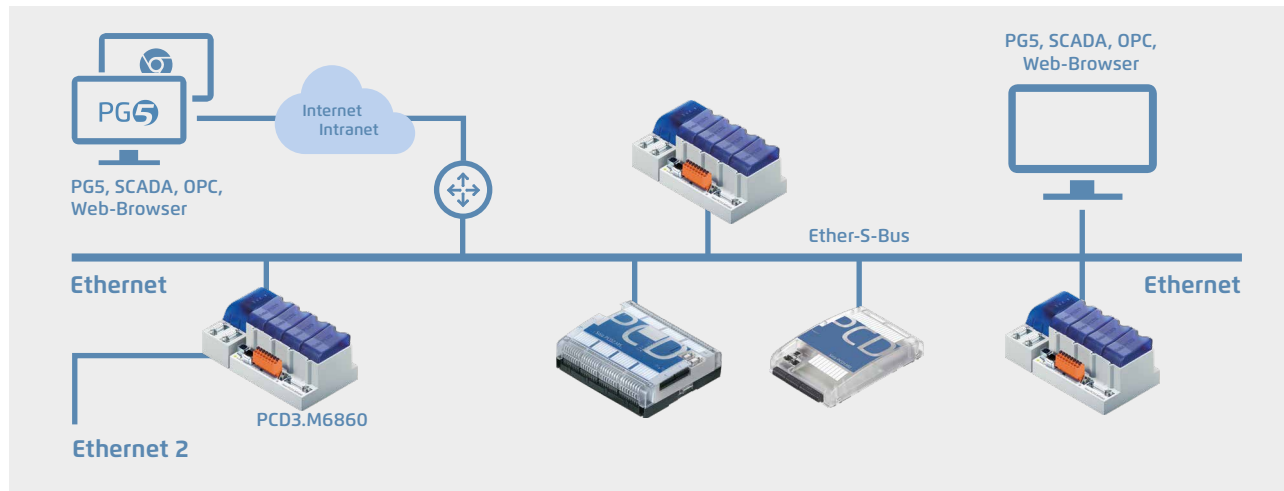 PG5
PG5, SCADA, OPC,
Web-Browser
Internet
Intranet
PG5, SCADA, OPC,
Web-Browser
Ether-S-Bus
Ethernet
Ethernet
PCD
PCD
PCD3.M6860
Ethernet 2